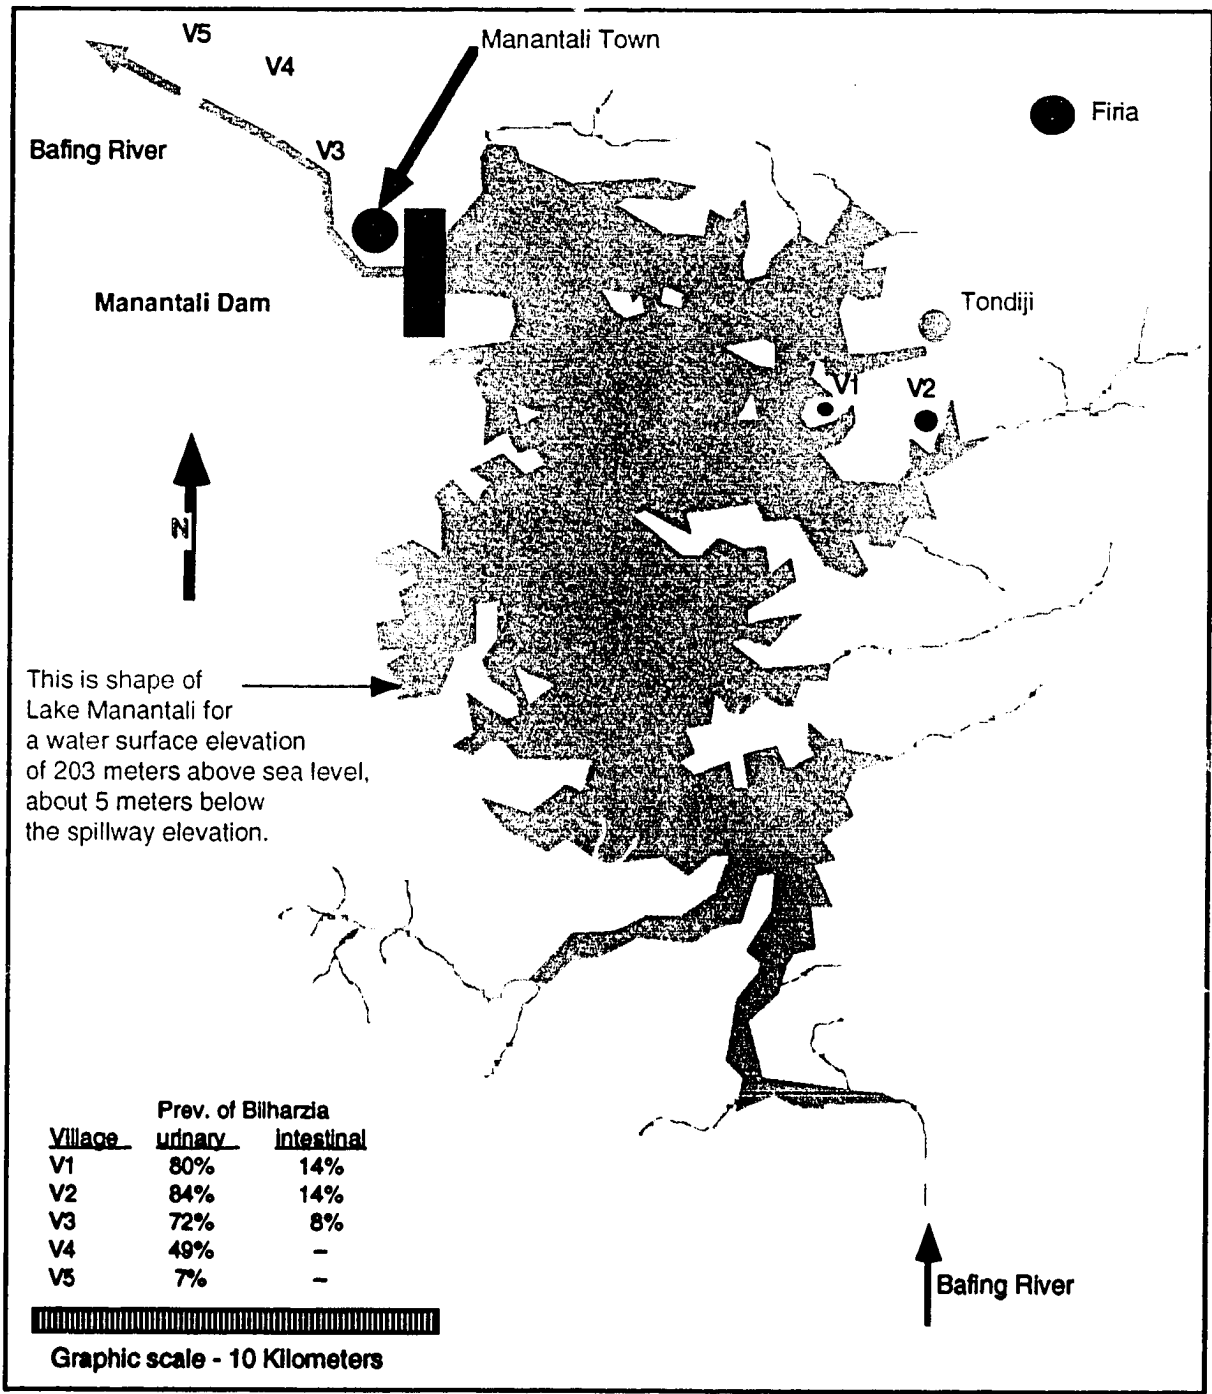 V5
Manantali Town
V4
Firia
Bafing River
V3
Manantali Dam
Tondiji
V1
V2
N
This is shape of
Lake Manantali for
a water surface elevation
of 203 meters above sea level,
about 5 meters below
the spillway elevation.
Prev. of Bilharzia
Village urinary intestinal
V1 80% 14%
V2 84% 14%
V3 72% 8%
V4 49% –
V5 7% –
Bafing River
Graphic scale - 10 Kilometers